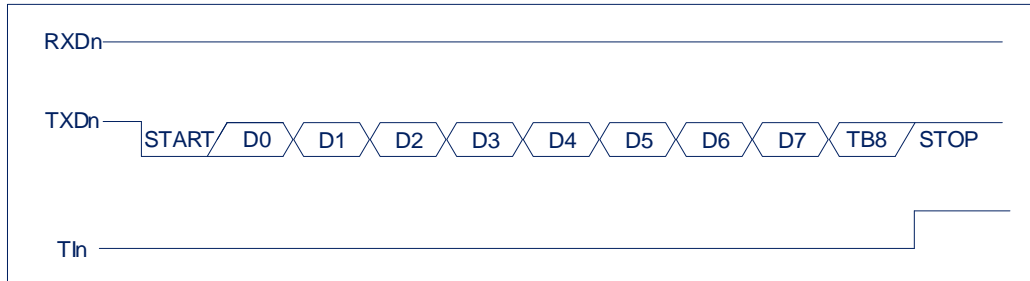 RXDn
TXDn
START D0 D1 D2 D3 D4 D5 D6 D7 TB8 STOP
TIn